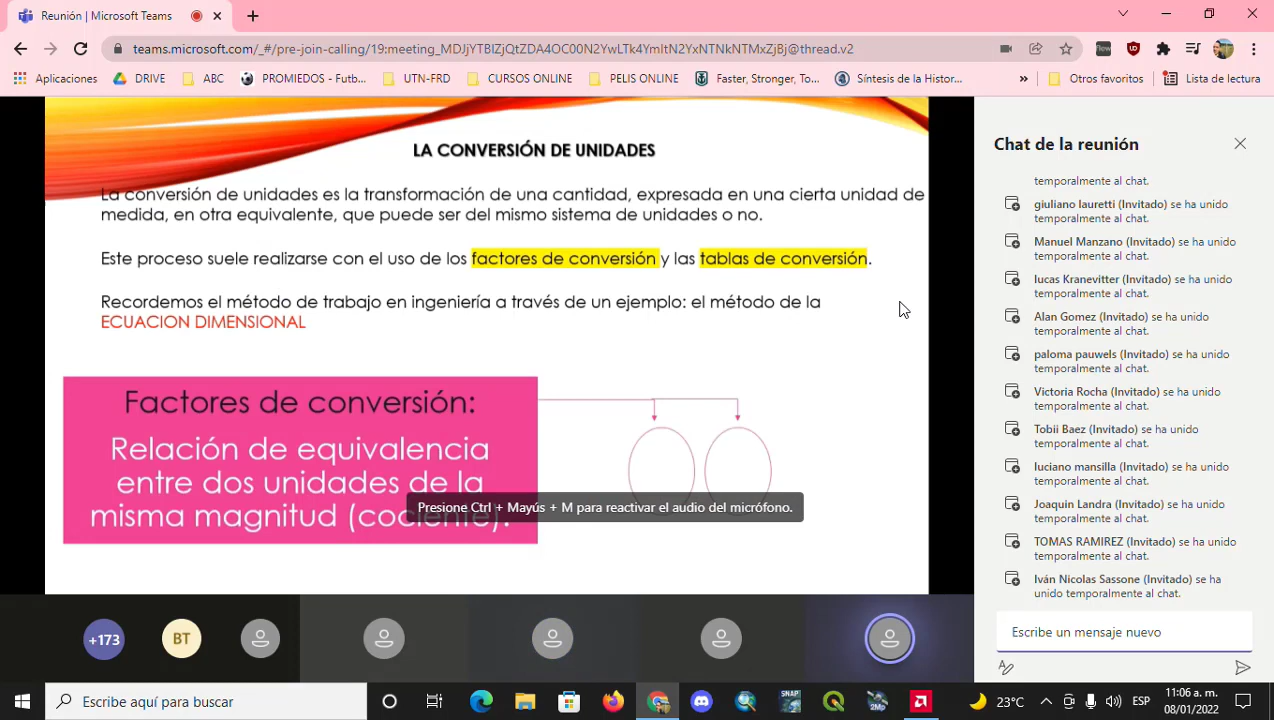 Reunión | Microsoft Teams
teams.microsoft.com/_#/pre-join-calling/19:meeting_MDJjYTBlZjQtZDA4OC00N2YwLTk4YmItN2YxNTNkNTMxZjBj@thread.v2
Aplicaciones DRIVE ABC PROMIEDOS - Futb... UTN-FRD CURSOS ONLINE PELIS ONLINE Faster, Stronger, To... Síntesis de la Histor... » Otros favoritos Lista de lectura
LA CONVERSIÓN DE UNIDADES
La conversión de unidades es la transformación de una cantidad, expresada en una cierta unidad de
medida, en otra equivalente, que puede ser del mismo sistema de unidades o no.
Este proceso suele realizarse con el uso de los factores de conversión y las tablas de conversión.
Recordemos el método de trabajo en ingeniería a través de un ejemplo: el método de la
ECUACION DIMENSIONAL
Factores de conversión:
Relación de equivalencia
entre dos unidades de la
misma magnitud (cociente).
Presione Ctrl + Mayús + M para reactivar el audio del micrófono.
+173
BT
Chat de la reunión
temporalmente al chat.
giuliano lauretti (Invitado) se ha unido
temporalmente al chat.
Manuel Manzano (Invitado) se ha unido
temporalmente al chat.
lucas Kranevitter (Invitado) se ha unido
temporalmente al chat.
Alan Gomez (Invitado) se ha unido
temporalmente al chat.
paloma pauwels (Invitado) se ha unido
temporalmente al chat.
Victoria Rocha (Invitado) se ha unido
temporalmente al chat.
Tobii Baez (Invitado) se ha unido
temporalmente al chat.
luciano mansilla (Invitado) se ha unido
temporalmente al chat.
Joaquin Landra (Invitado) se ha unido
temporalmente al chat.
TOMAS RAMIREZ (Invitado) se ha unido
temporalmente al chat.
Iván Nicolas Sassone (Invitado) se ha
unido temporalmente al chat.
Escribe un mensaje nuevo
Escribe aquí para buscar
SNAP
2Mp
23°C
ESP
11:06 a. m.
08/01/2022